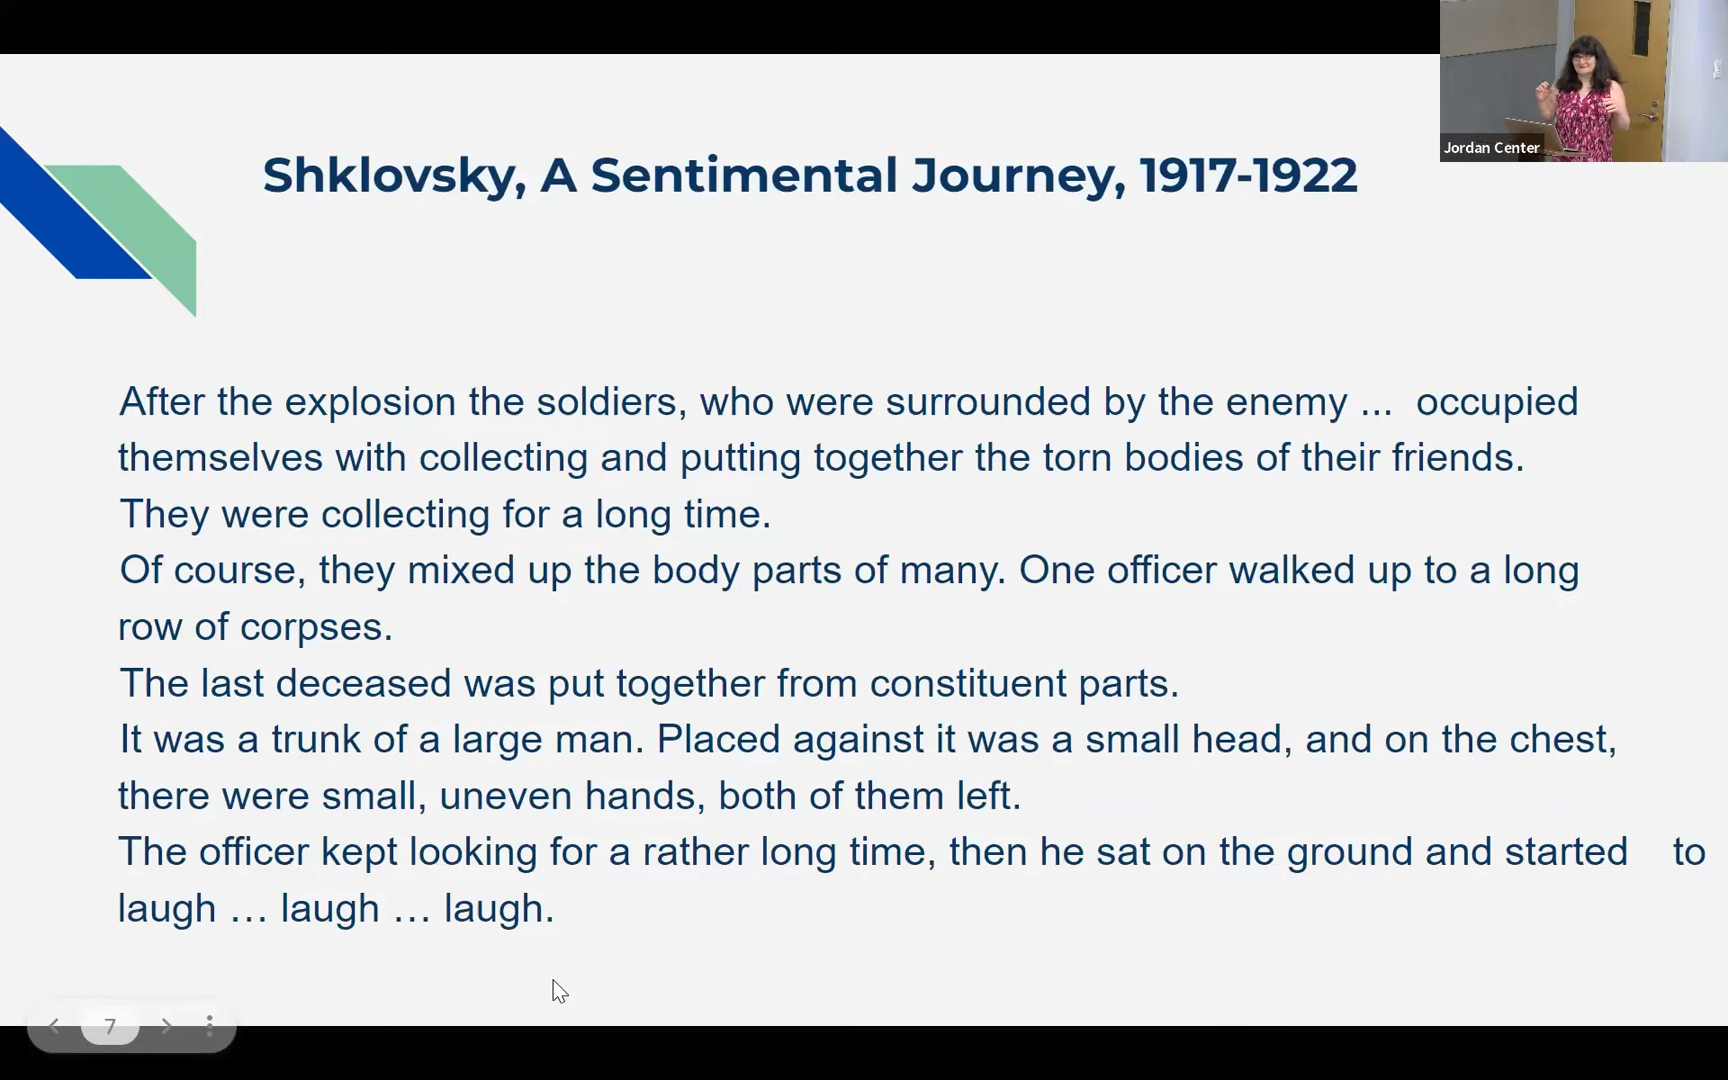 Jordan Center
Shklovsky, A Sentimental Journey, 1917-1922
After the explosion the soldiers, who were surrounded by the enemy ... occupied
themselves with collecting and putting together the torn bodies of their friends.
They were collecting for a long time.
Of course, they mixed up the body parts of many. One officer walked up to a long
row of corpses.
The last deceased was put together from constituent parts.
It was a trunk of a large man. Placed against it was a small head, and on the chest,
there were small, uneven hands, both of them left.
The officer kept looking for a rather long time, then he sat on the ground and started to
laugh … laugh … laugh.
7